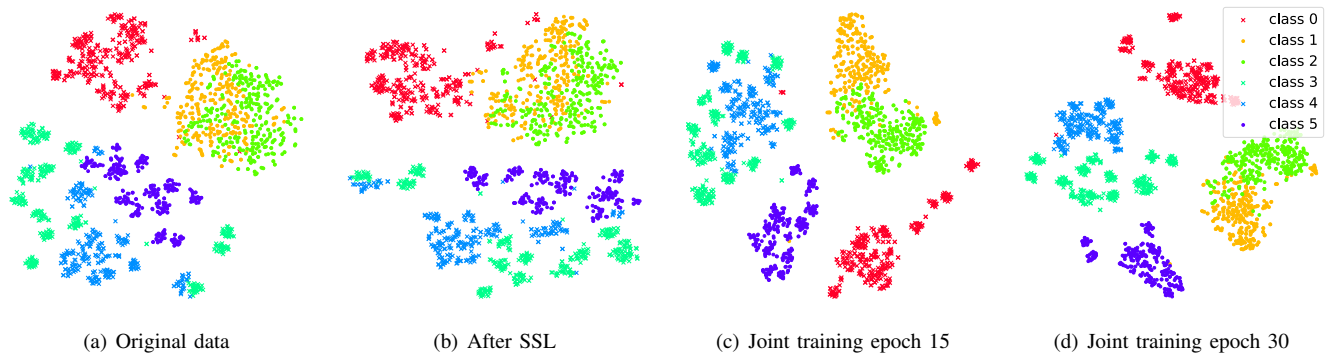 class 0
class 1
class 2
class 3
class 4
class 5
(a) Original data
(b) After SSL
(c) Joint training epoch 15
(d) Joint training epoch 30